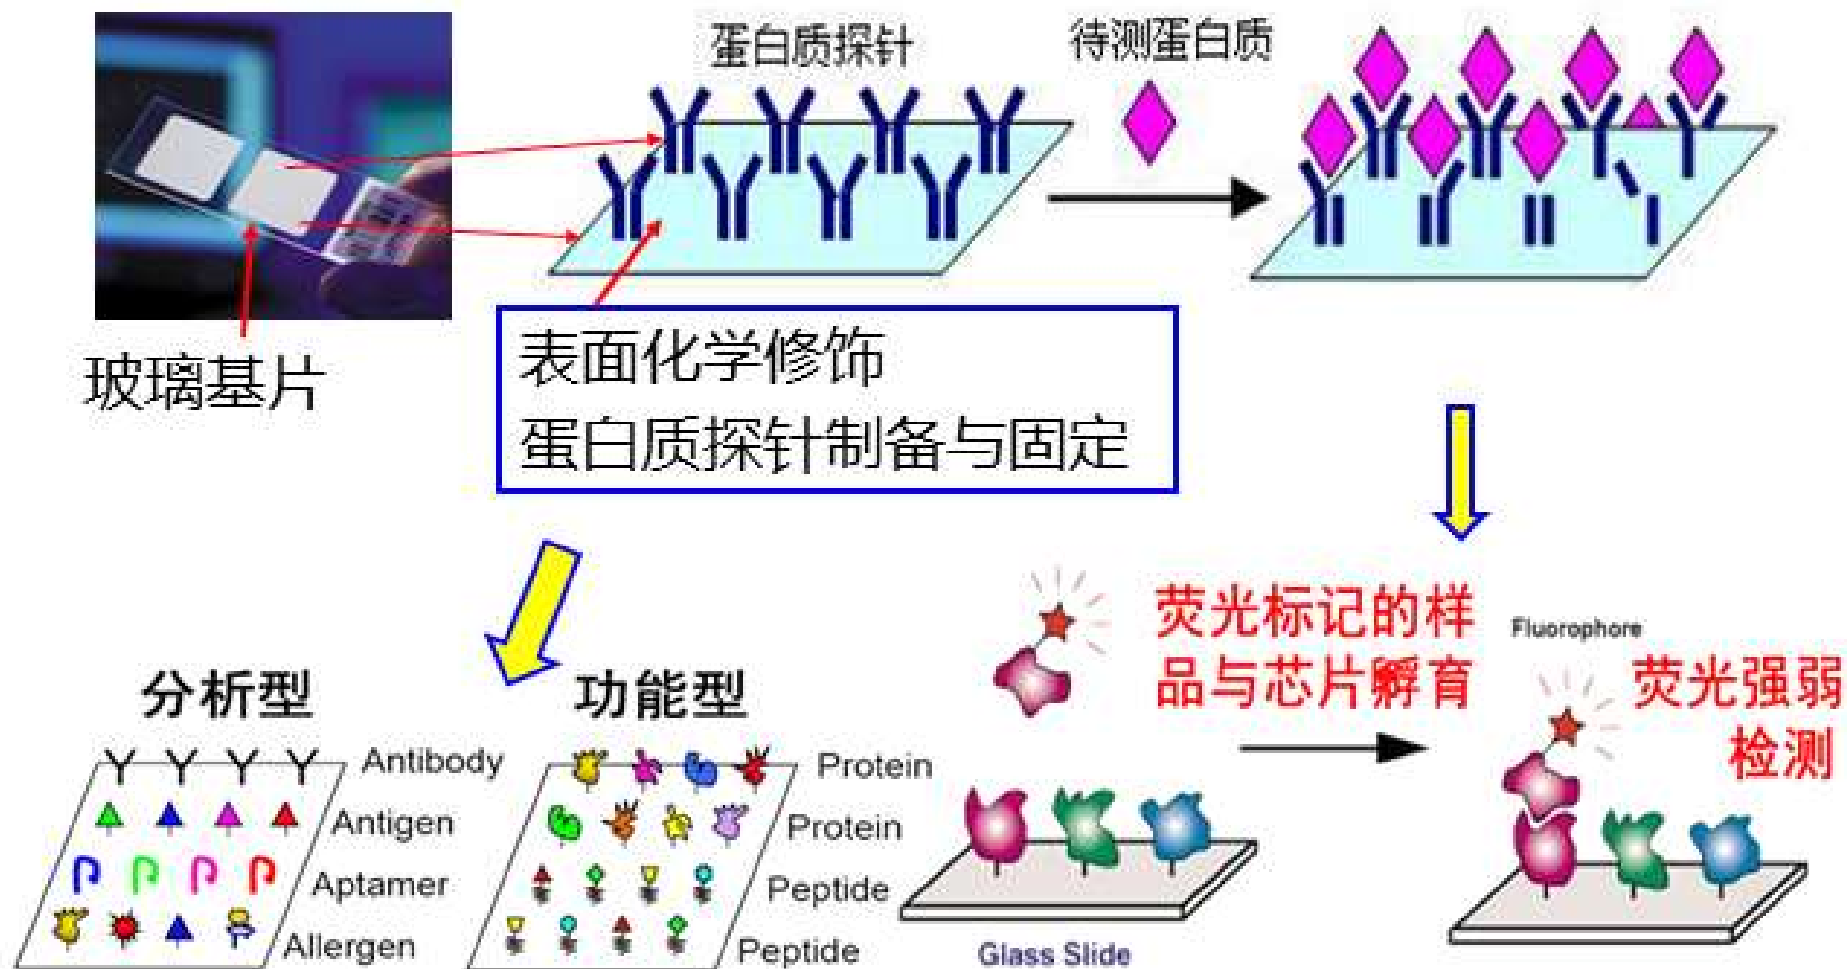 蛋白质探针
待测蛋白质
玻璃基片
表面化学修饰
蛋白质探针制备与固定
分析型
功能型
Antibody
Antigen
Aptamer
Allergen
Protein
Protein
Peptide
Peptide
荧光标记的样
品与芯片孵育
Glass Slide
Fluorophore
荧光强弱
检测